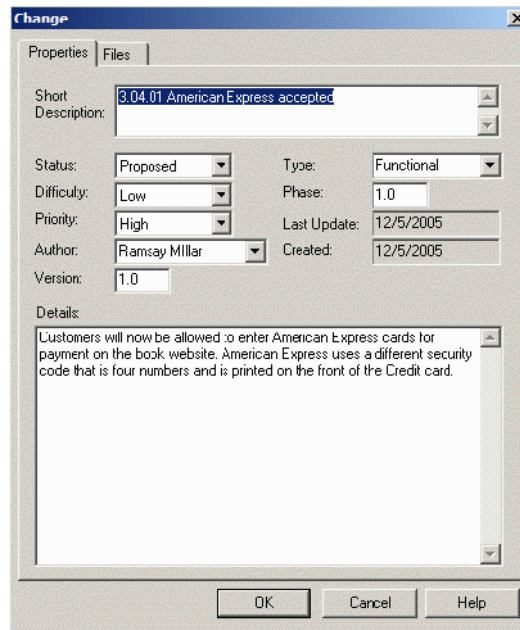 Change
Properties Files
Short Description: 3.04.01 American Express accepted
Status: Proposed Type: Functional
Difficulty: Low Phase: 1.0
Priority: High Last Update: 12/5/2005
Author: Ramsay MIllar Created: 12/5/2005
Version: 1.0
Details:
Customers will now be allowed to enter American Express cards for
payment on the book website. American Express uses a different security
code that is four numbers and is printed on the front of the Credit card.
OK Cancel Help